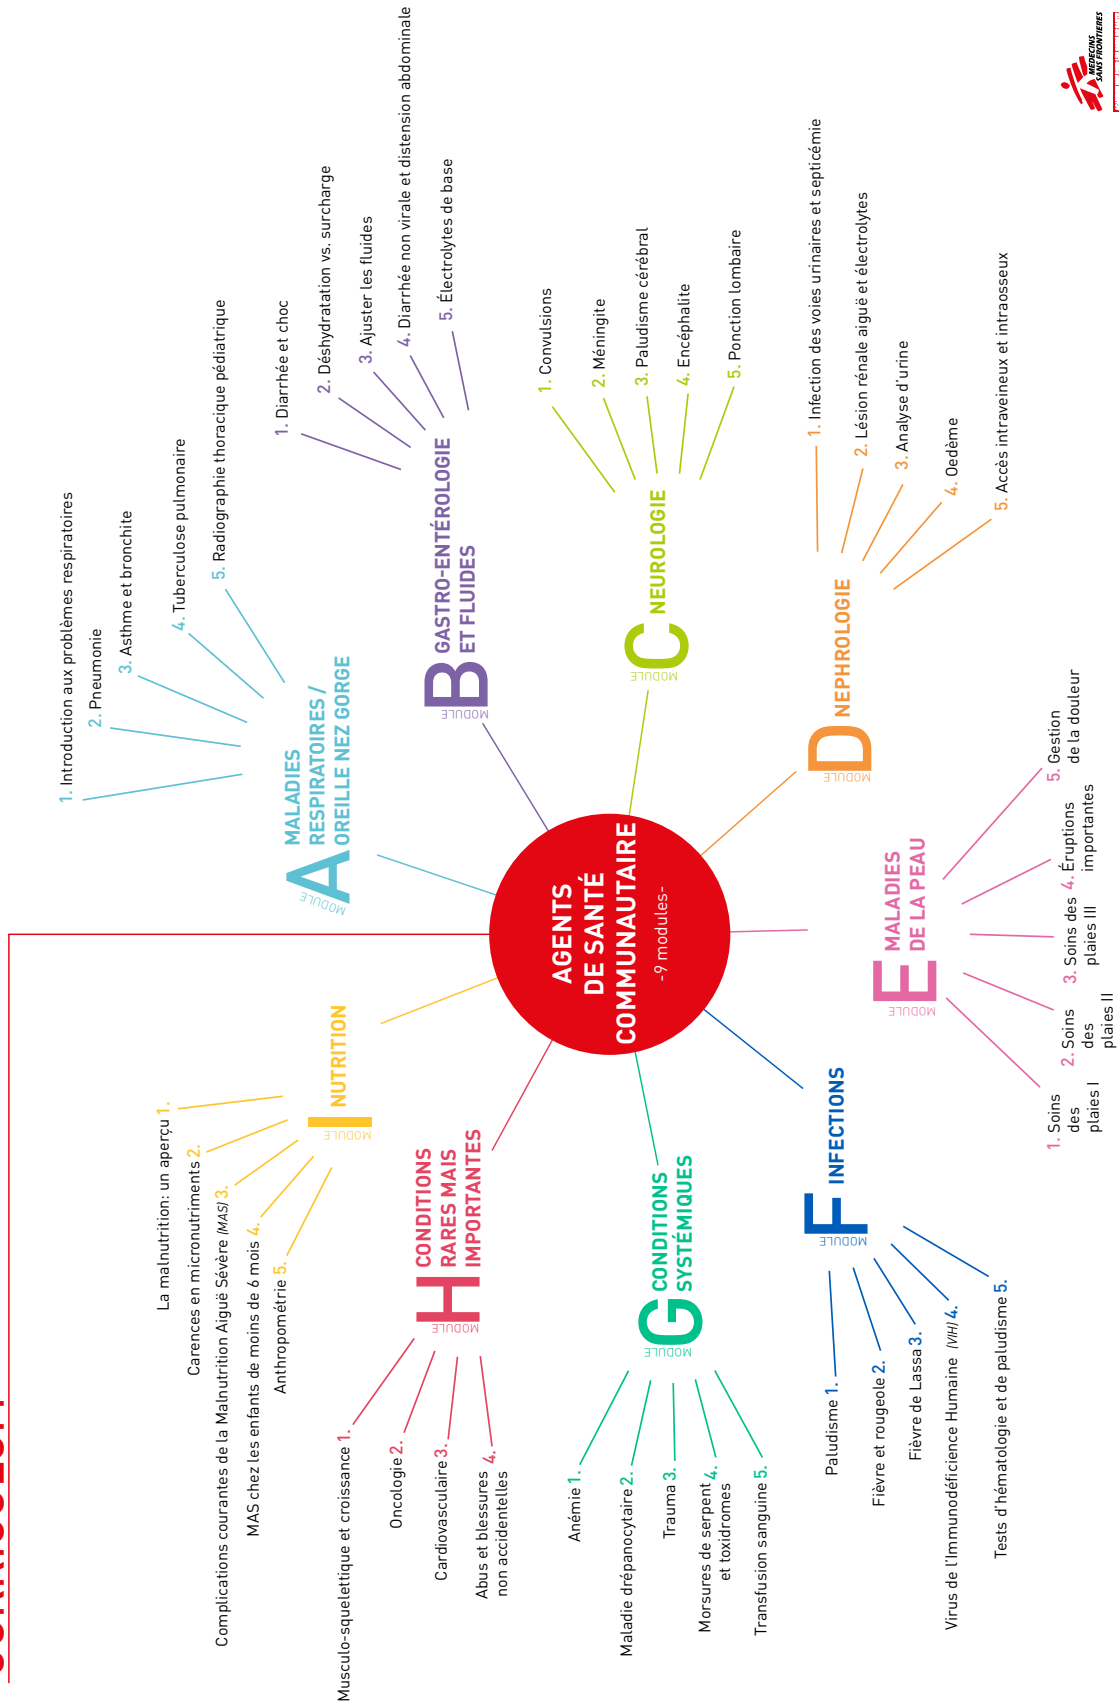 AGENTS
DE SANTÉ
COMMUNAUTAIRE
-9 modules-
MODULE A
MALADIES
RESPIRATOIRES /
OREILLE NEZ GORGE
1. Introduction aux problèmes respiratoires
2. Pneumonie
3. Asthme et bronchite
4. Tuberculose pulmonaire
5. Radiographie thoracique pédiatrique
MODULE B
GASTRO-ENTÉROLOGIE
ET FLUIDES
1. Diarrhée et choc
2. Déshydratation vs. surcharge
3. Ajuster les fluides
4. Diarrhée non virale et distension abdominale
5. Électrolytes de base
MODULE C
NEUROLOGIE
1. Convulsions
2. Méningite
3. Paludisme cérébral
4. Encéphalite
5. Ponction lombaire
MODULE D
NEPHROLOGIE
1. Infection des voies urinaires et septicémie
2. Lésion rénale aiguë et électrolytes
3. Analyse d'urine
4. Oedème
5. Accès intraveineux et intraosseux
MODULE E
MALADIES
DE LA PEAU
1. Soins
des
plaies I
2. Soins
des
plaies II
3. Soins des
plaies III
4. Éruptions
importantes
5. Gestion
de la douleur
MODULE F
INFECTIONS
Paludisme 1.
Fièvre et rougeole 2.
Fièvre de Lassa 3.
Virus de l'Immunodéficience Humaine (VIH) 4.
Tests d'hématologie et de paludisme 5.
MODULE G
CONDITIONS
SYSTÉMIQUES
Anémie 1.
Maladie drépanocytaire 2.
Trauma 3.
Morsures de serpent 4.
et toxidromes
Transfusion sanguine 5.
MODULE H
CONDITIONS
RARES MAIS
IMPORTANTES
Musculo-squelettique et croissance 1.
Oncologie 2.
Cardiovasculaire 3.
Abus et blessures 4.
non accidentelles
MODULE I
NUTRITION
La malnutrition: un aperçu 1.
Carences en micronutriments 2.
Complications courantes de la Malnutrition Aiguë Sévère (MAS) 3.
MAS chez les enfants de moins de 6 mois 4.
Anthropométrie 5.
MEDECINS
SANS FRONTIERES